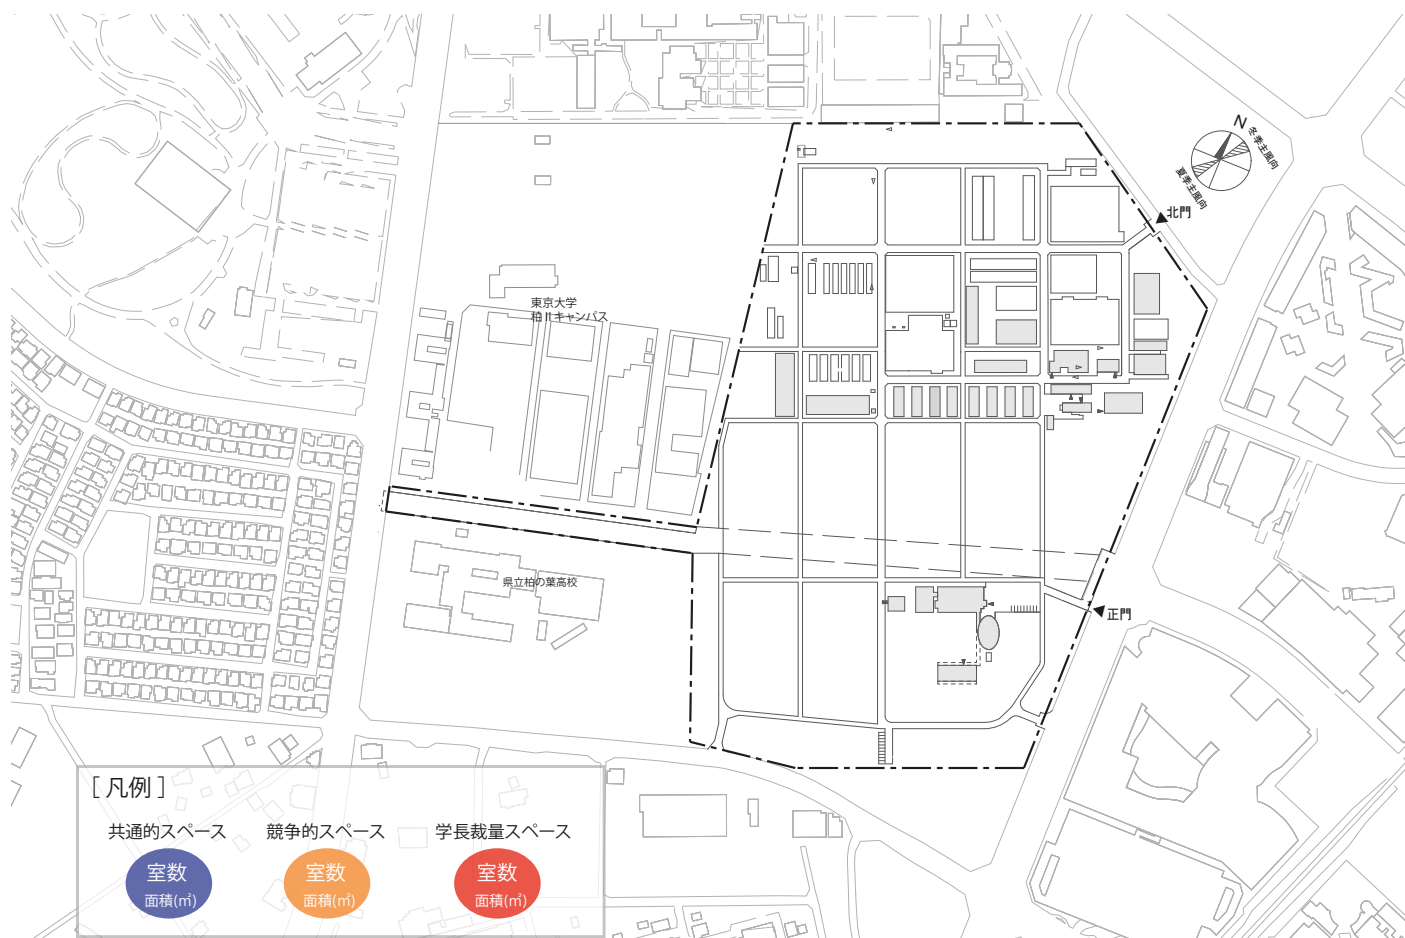 N
冬季主風向
夏季主風向
北門
東京大学
柏Ⅱキャンパス
県立柏の葉高校
正門
[ 凡例 ]
共通的スペース 競争的スペース 学長裁量スペース
室数 室数 室数
面積(㎡) 面積(㎡) 面積(㎡)